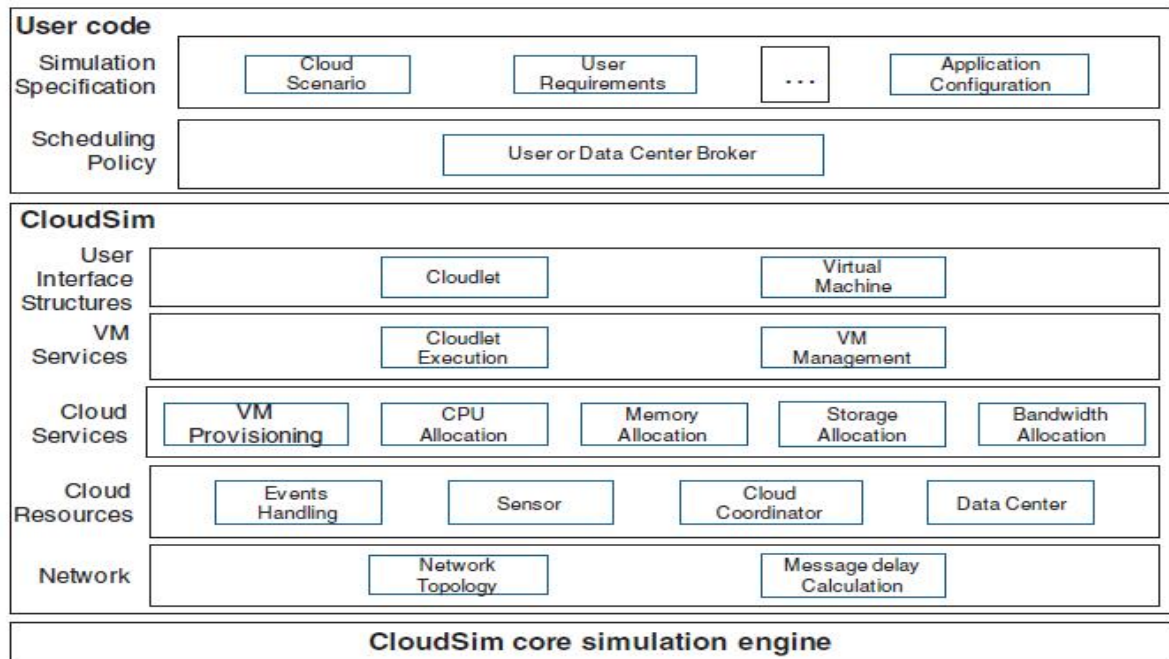 User code
Simulation
Specification
Cloud
Scenario
User
Requirements
...
Application
Configuration
Scheduling
Policy
User or Data Center Broker
CloudSim
User
Interface
Structures
Cloudlet
Virtual
Machine
VM
Services
Cloudlet
Execution
VM
Management
Cloud
Services
VM
Provisioning
CPU
Allocation
Memory
Allocation
Storage
Allocation
Bandwidth
Allocation
Cloud
Resources
Events
Handling
Sensor
Cloud
Coordinator
Data Center
Network
Network
Topology
Message delay
Calculation
CloudSim core simulation engine